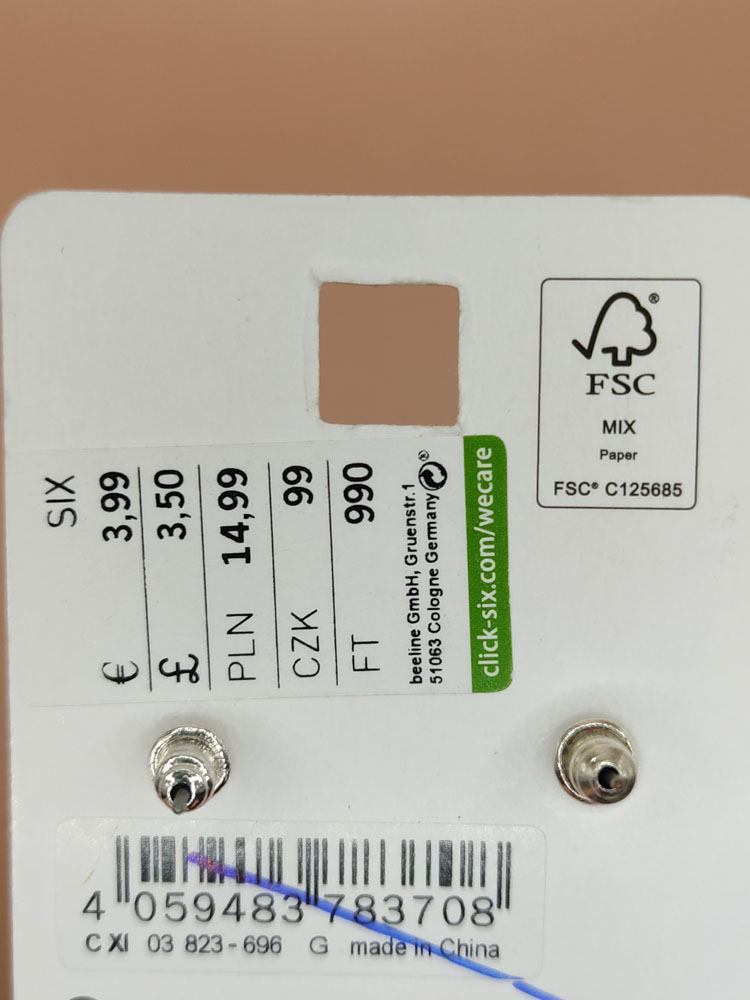 FSC
MIX
Paper
FSC® C125685
SIX
€ 3,99
£ 3,50
PLN 14,99
CZK 99
FT 990
beeline GmbH, Gruenstr.1
51063 Cologne Germany
click-six.com/wecare
4 059483 783708
C XI 03 823-696 G made in China